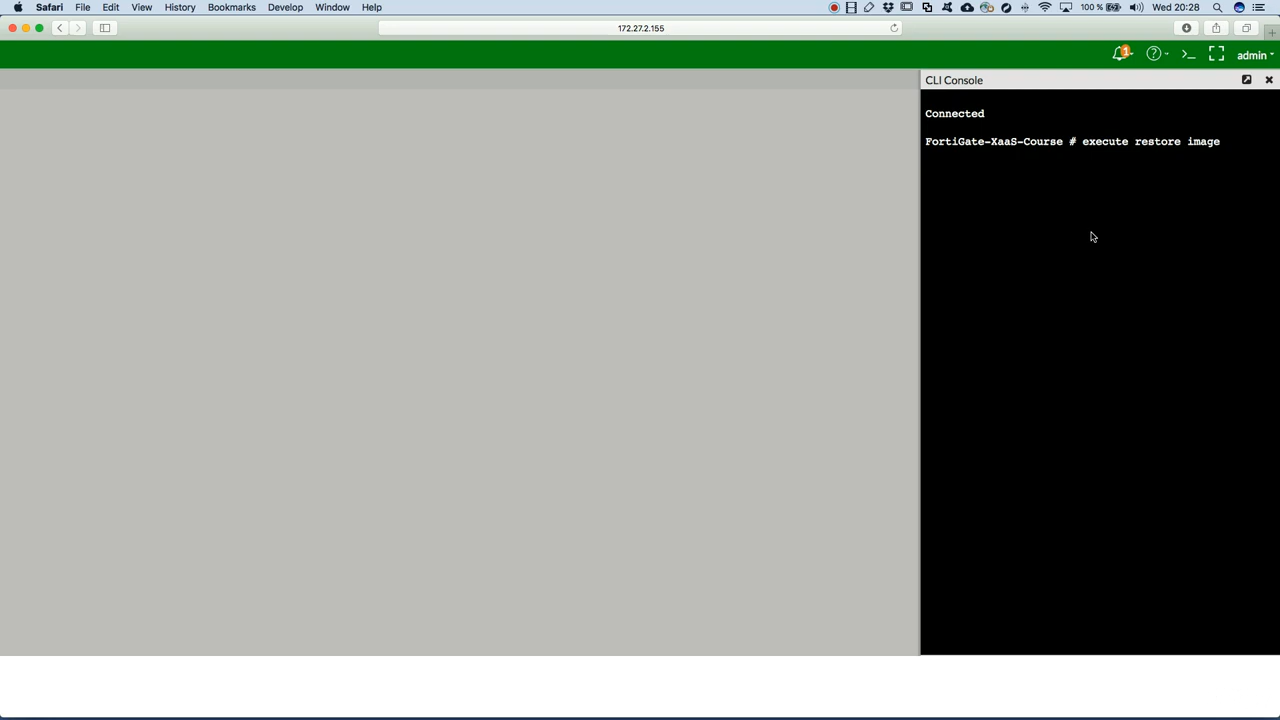 Safari File Edit View History Bookmarks Develop Window Help 100 % Wed 20:28
172.27.2.155
1 admin
CLI Console
Connected
FortiGate-XaaS-Course # execute restore image